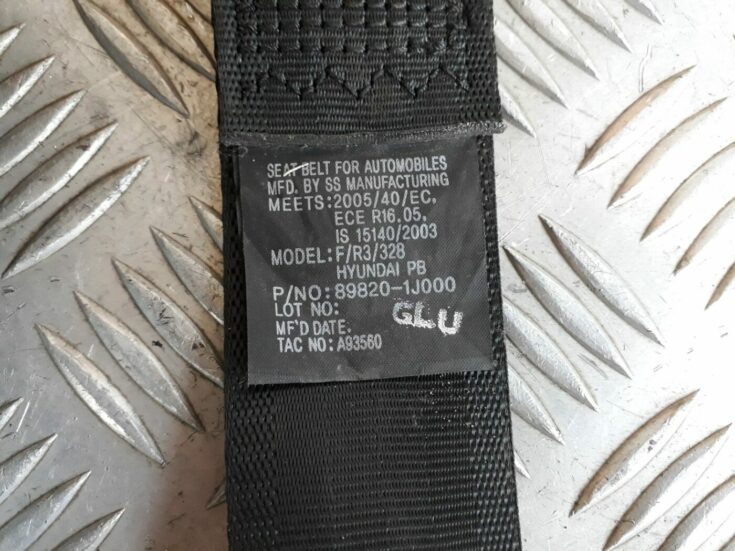 SEAT BELT FOR AUTOMOBILES
MFD. BY SS MANUFACTURING
MEETS:2005/40/EC,
ECE R16.05,
IS 15140/2003
MODEL:F/R3/328
HYUNDAI PB
P/NO:89820-1J000
LOT NO: GLU
MF'D DATE:
TAC NO: A93560